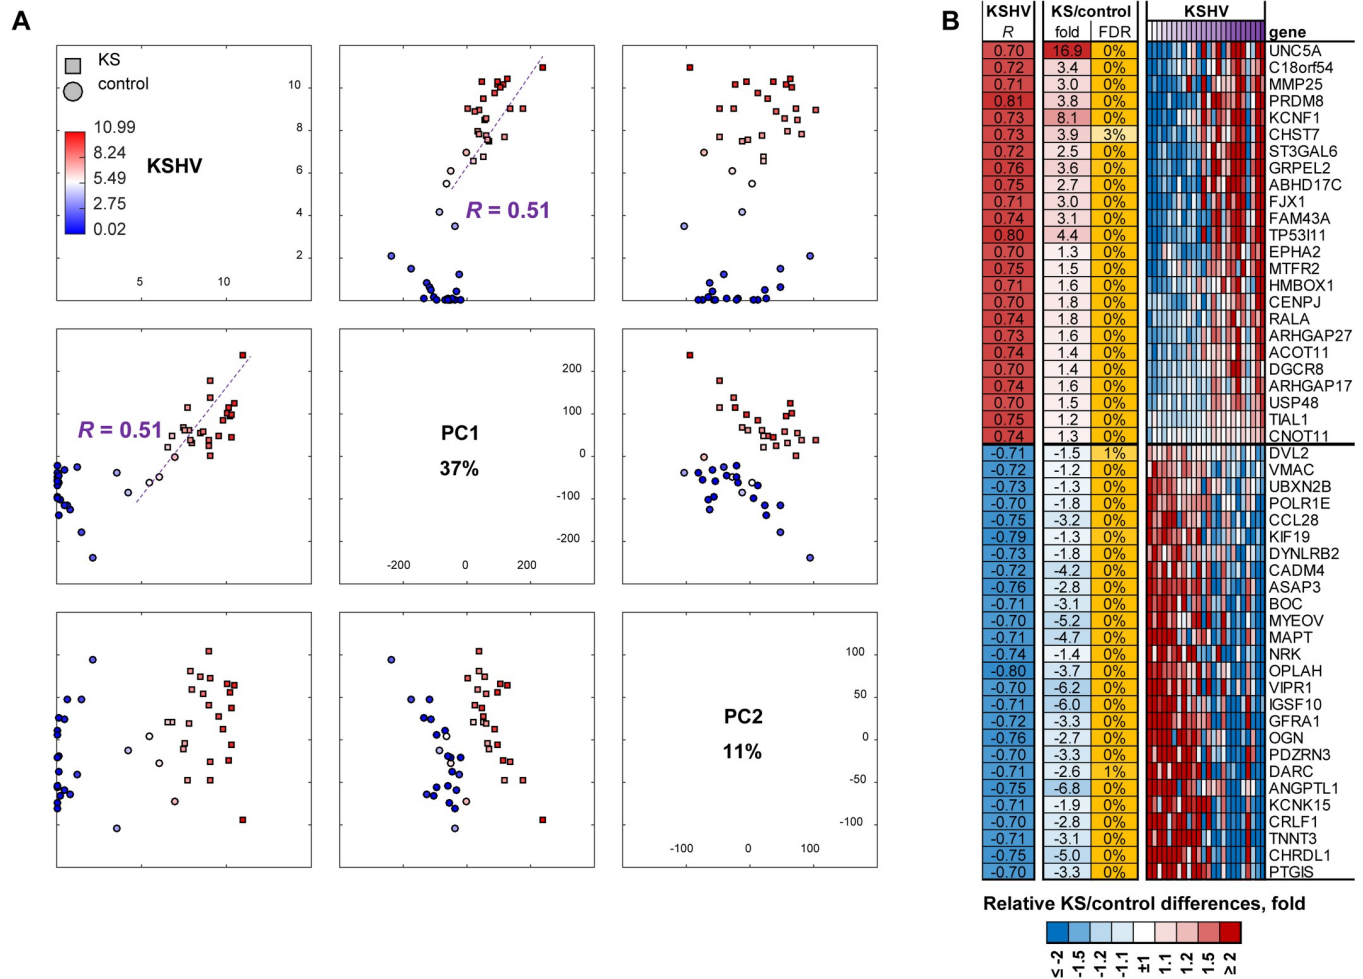 A
KS
control
10.99
8.24
5.49
2.75
0.02
KSHV
10
8
6
4
2
5 10
R = 0.51
R = 0.51
PC1
37%
200
100
0
-100
-200
-200 0 200
PC2
11%
100
50
0
-50
-100
-100 0 100
B
KSHV KS/control KSHV
R fold FDR gene
0.70 16.9 0% UNC5A
0.72 3.4 0% C18orf54
0.71 3.0 0% MMP25
0.81 3.8 0% PRDM8
0.73 8.1 0% KCNF1
0.73 3.9 3% CHST7
0.72 2.5 0% ST3GAL6
0.76 3.6 0% GRPEL2
0.75 2.7 0% ABHD17C
0.71 3.0 0% FJX1
0.74 3.1 0% FAM43A
0.80 4.4 0% TP53I11
0.70 1.3 0% EPHA2
0.75 1.5 0% MTFR2
0.71 1.6 0% HMBOX1
0.70 1.8 0% CENPJ
0.74 1.8 0% RALA
0.73 1.6 0% ARHGAP27
0.74 1.4 0% ACOT11
0.70 1.4 0% DGCR8
0.74 1.6 0% ARHGAP17
0.70 1.5 0% USP48
0.75 1.2 0% TIAL1
0.74 1.3 0% CNOT11
-0.71 -1.5 1% DVL2
-0.72 -1.2 0% VMAC
-0.73 -1.3 0% UBXN2B
-0.70 -1.8 0% POLR1E
-0.75 -3.2 0% CCL28
-0.79 -1.3 0% KIF19
-0.73 -1.8 0% DYNLRB2
-0.72 -4.2 0% CADM4
-0.76 -2.8 0% ASAP3
-0.71 -3.1 0% BOC
-0.70 -5.2 0% MYEOV
-0.71 -4.7 0% MAPT
-0.74 -1.4 0% NRK
-0.80 -3.7 0% OPLAH
-0.70 -6.2 0% VIPR1
-0.71 -6.0 0% IGSF10
-0.72 -3.3 0% GFRA1
-0.76 -2.7 0% OGN
-0.70 -3.3 0% PDZRN3
-0.71 -2.6 1% DARC
-0.75 -6.8 0% ANGPTL1
-0.71 -1.9 0% KCNK15
-0.70 -2.8 0% CRLF1
-0.71 -3.1 0% TNNT3
-0.75 -5.0 0% CHRDL1
-0.70 -3.3 0% PTGIS
Relative KS/control differences, fold
≤ -2 -1.5 -1.2 -1.1 ±1 1.1 1.2 1.5 ≥ 2